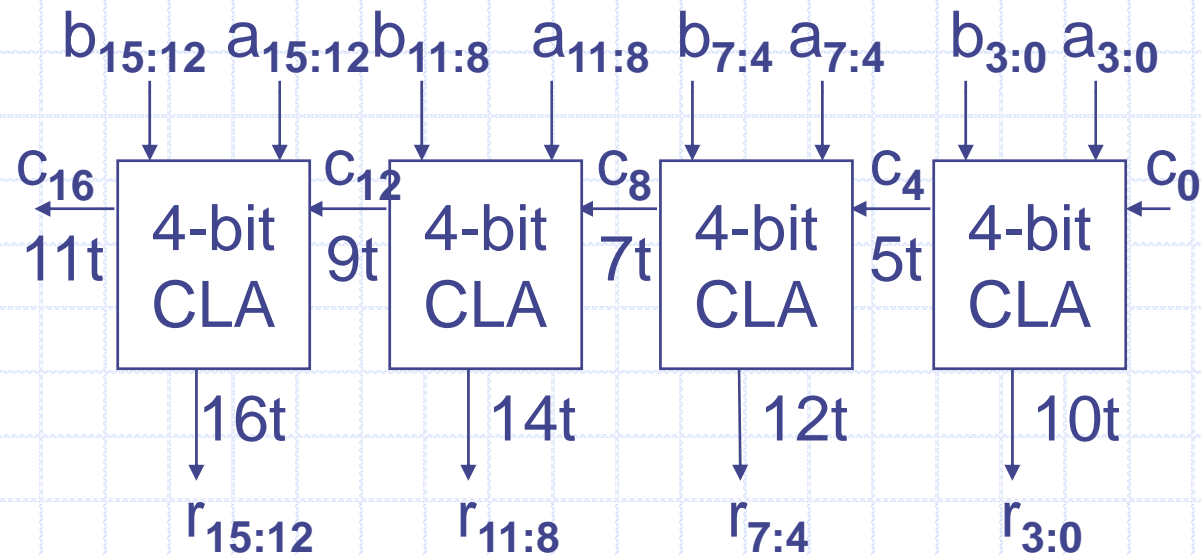 b15:12 a15:12 b11:8 a11:8 b7:4 a7:4 b3:0 a3:0
c16 c12 c8 c4 c0
4-bit 4-bit 4-bit 4-bit
11t 9t 7t 5t
CLA CLA CLA CLA
16t 14t 12t 10t
r15:12 r11:8 r7:4 r3:0